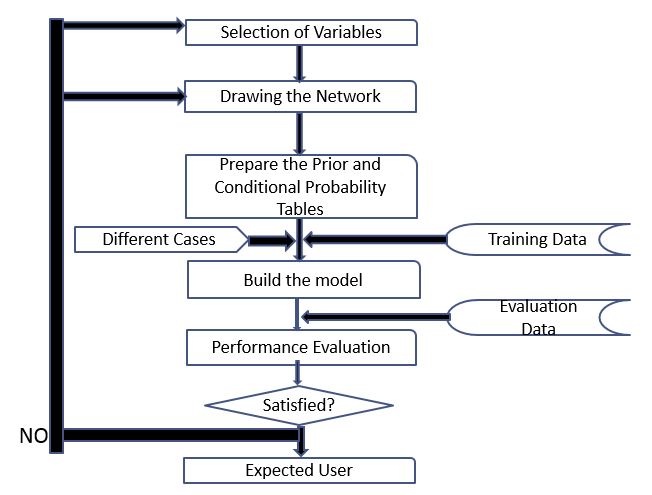 Selection of Variables
Drawing the Network
Prepare the Prior and
Conditional Probability
Tables
Different Cases
Training Data
Build the model
Evaluation
Data
Performance Evaluation
Satisfied?
NO
Expected User